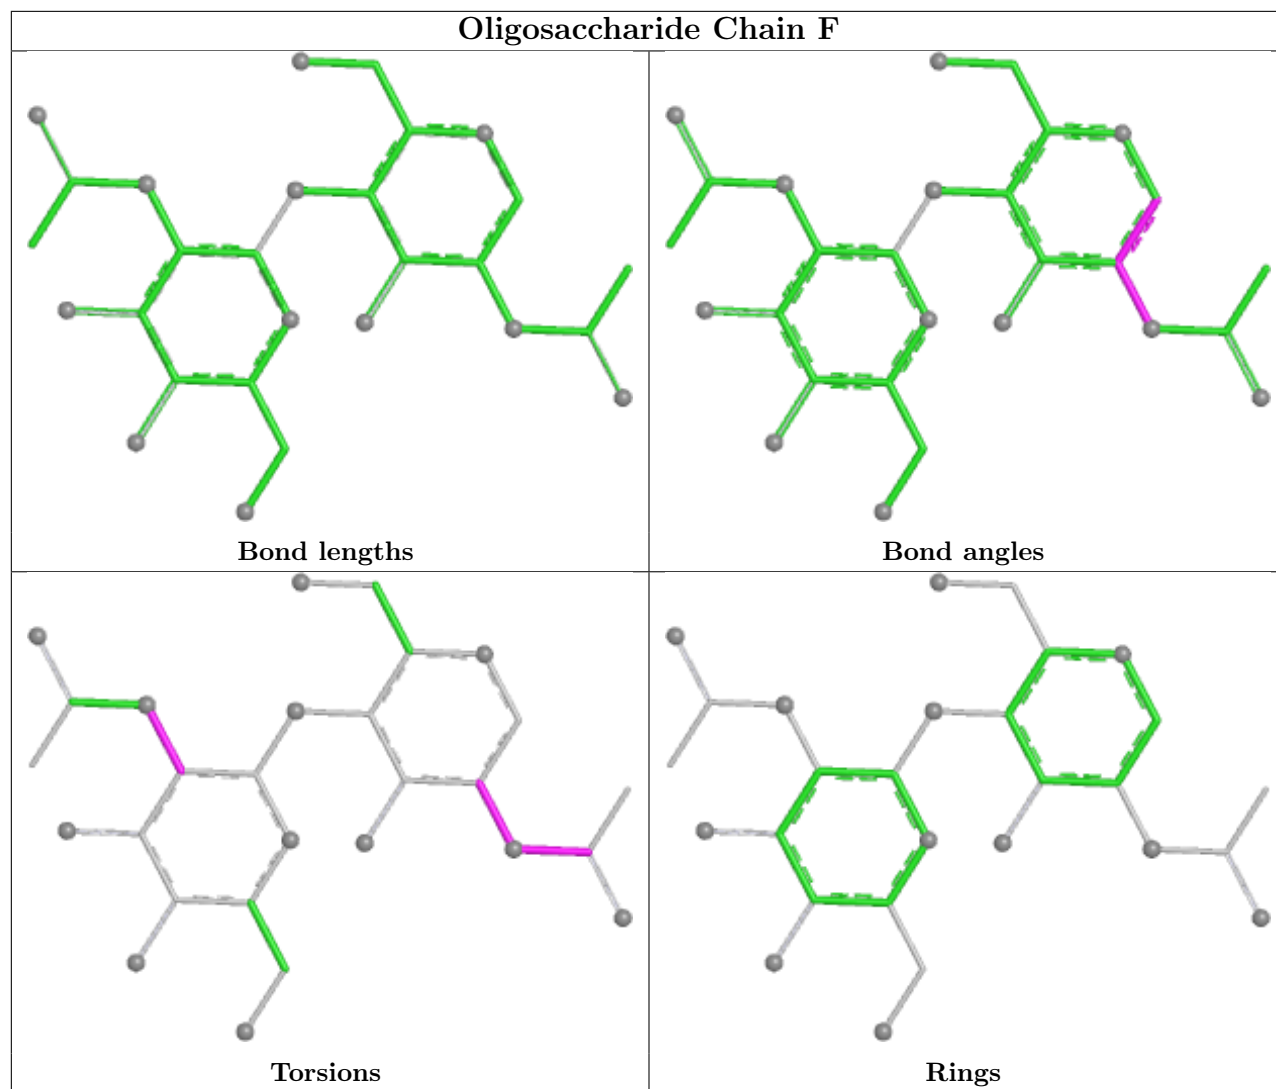 Oligosaccharide Chain F
Bond lengths
Bond angles
Torsions
Rings